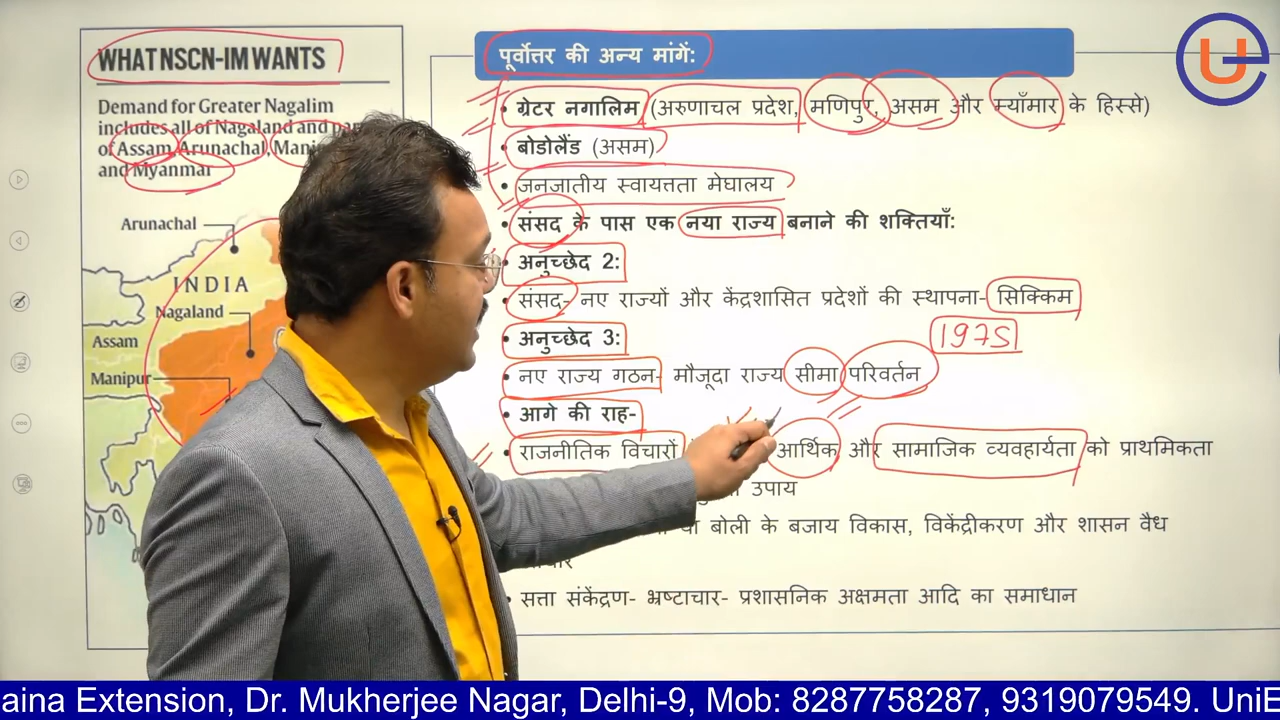 WHAT NSCN-IM WANTS
Demand for Greater Nagalim
includes all of Nagaland and
of Assam, Arunachal,
and Myanmar
Arunachal
INDIA
Nagaland
Assam
Manipur
पूर्वोत्तर की अन्य मांगें:
• ग्रेटर नगालिम (अरुणाचल प्रदेश, मणिपुर, असम और म्याँमार के हिस्से)
• बोडोलैंड (असम)
जनजातीय स्वायत्तता मेघालय
• संसद के पास एक नया राज्य बनाने की शक्तियाँ:
• अनुच्छेद 2:
• संसद- नए राज्यों और केंद्रशासित प्रदेशों की स्थापना- सिक्किम
• अनुच्छेद 3:
1975
• नए राज्य गठन- मौजूदा राज्य सीमा परिवर्तन
• आगे की राह-
राजनीतिक विचारों आर्थिक और सामाजिक व्यवहार्यता को प्राथमिकता
उपाय
बोली के बजाय विकास, विकेंद्रीकरण और शासन वैध
• सत्ता संकेंद्रण- भ्रष्टाचार- प्रशासनिक अक्षमता आदि का समाधान
Ue
aina Extension, Dr. Mukherjee Nagar, Delhi-9, Mob: 8287758287, 9319079549. UniE